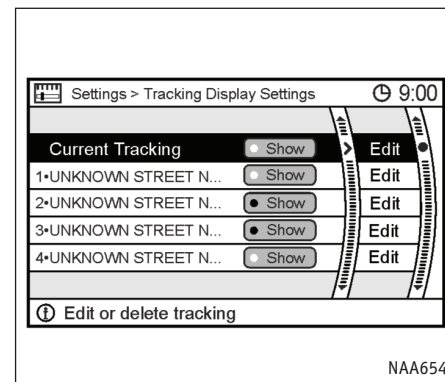 Settings > Tracking Display Settings 9:00
Current Tracking Show Edit
1•UNKNOWN STREET N... Show Edit
2•UNKNOWN STREET N... Show Edit
3•UNKNOWN STREET N... Show Edit
4•UNKNOWN STREET N... Show Edit
Edit or delete tracking
NAA654